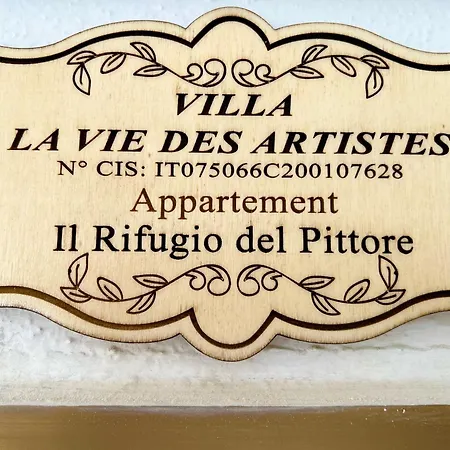 VILLA
LA VIE DES ARTISTES
N° CIS: IT075066C200107628
Appartement
Il Rifugio del Pittore